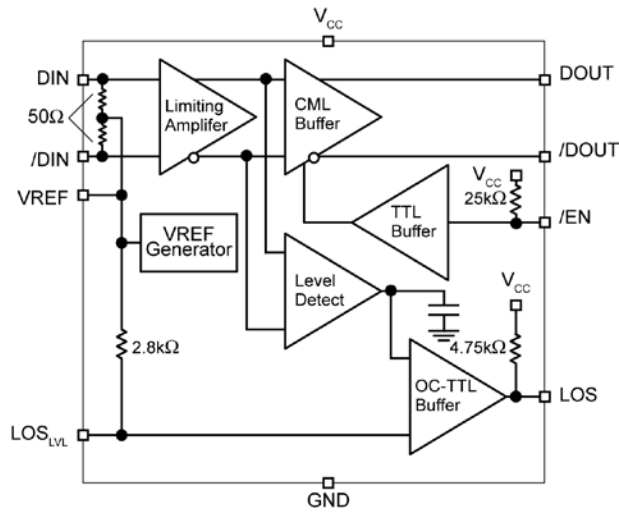 VCC
DIN
50Ω
/DIN
VREF
Limiting
Amplifer
CML
Buffer
DOUT
/DOUT
VCC
25kΩ
/EN
TTL
Buffer
VREF
Generator
Level
Detect
VCC
2.8kΩ
4.75kΩ
OC-TTL
Buffer
LOS
LOSLVL
GND